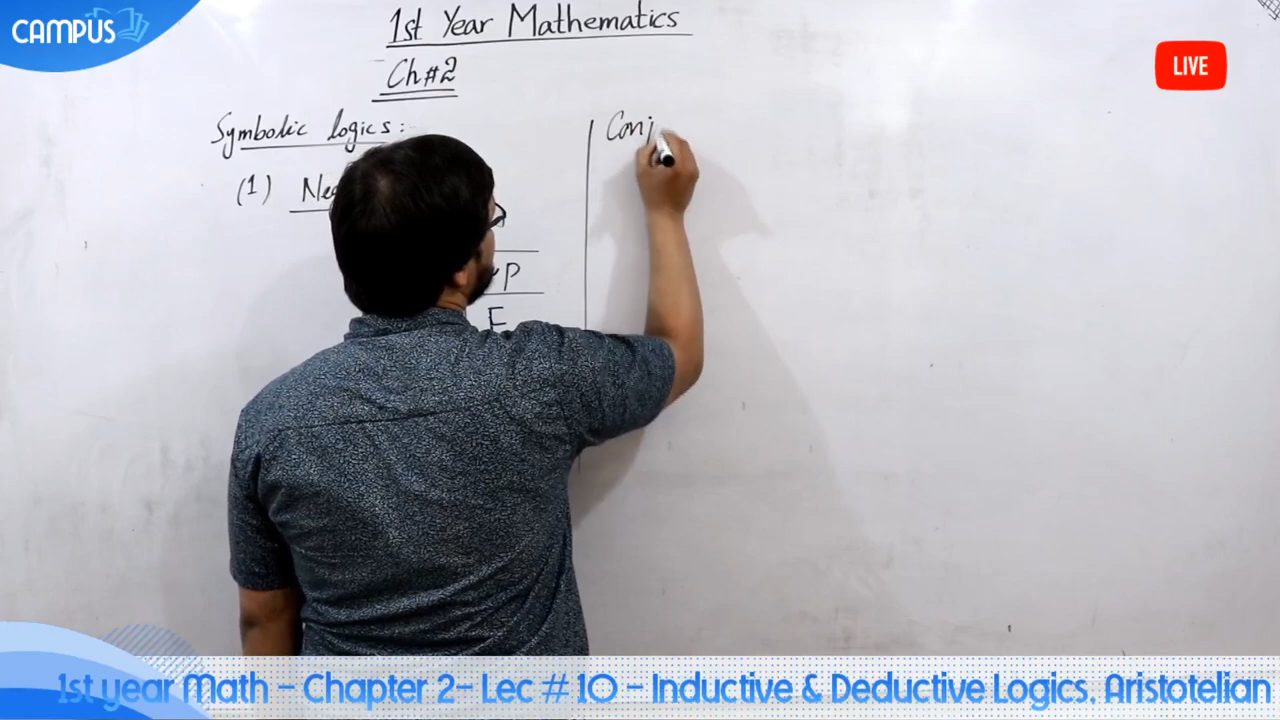 CAMPUS
1st Year Mathematics
LIVE
Ch#2
Symbolic logics:
(1)
~P
F
Conj
1st year Math - Chapter 2- Lec # 10 - Inductive & Deductive Logics, Aristotelian